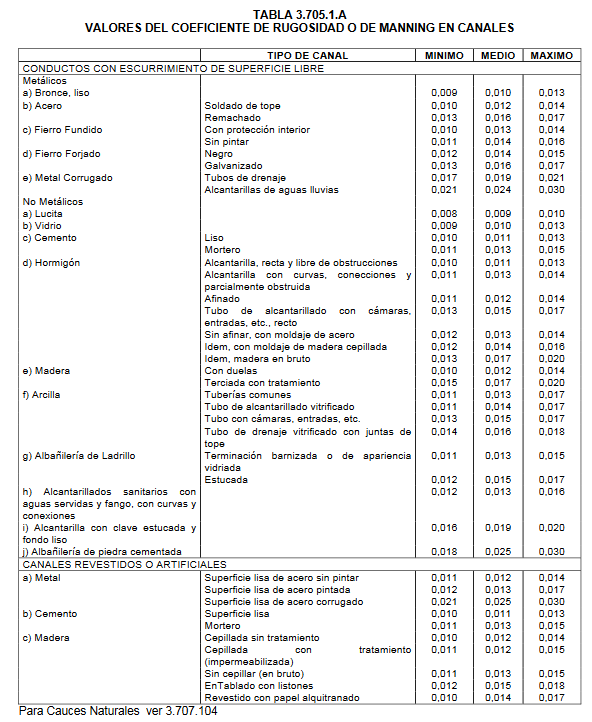 TABLA 3.705.1.A
VALORES DEL COEFICIENTE DE RUGOSIDAD O DE MANNING EN CANALES
TIPO DE CANAL MINIMO MEDIO MAXIMO
CONDUCTOS CON ESCURRIMIENTO DE SUPERFICIE LIBRE
Metálicos
a) Bronce, liso 0,009 0,010 0,013
b) Acero Soldado de tope 0,010 0,012 0,014
Remachado 0,013 0,016 0,017
c) Fierro Fundido Con protección interior 0,010 0,013 0,014
Sin pintar 0,011 0,014 0,016
d) Fierro Forjado Negro 0,012 0,014 0,015
Galvanizado 0,013 0,016 0,017
e) Metal Corrugado Tubos de drenaje 0,017 0,019 0,021
Alcantarillas de aguas lluvias 0,021 0,024 0,030
No Metálicos
a) Lucita 0,008 0,009 0,010
b) Vidrio 0,009 0,010 0,013
c) Cemento Liso 0,010 0,011 0,013
Mortero 0,011 0,013 0,015
d) Hormigón Alcantarilla, recta y libre de obstrucciones 0,010 0,011 0,013
Alcantarilla con curvas, conecciones y 0,011 0,013 0,014
parcialmente obstruida
Afinado 0,011 0,012 0,014
Tubo de alcantarillado con cámaras, 0,013 0,015 0,017
entradas, etc., recto
Sin afinar, con moldaje de acero 0,012 0,013 0,014
Idem, con moldaje de madera cepillada 0,012 0,014 0,016
Idem, madera en bruto 0,013 0,017 0,020
e) Madera Con duelas 0,010 0,012 0,014
Terciada con tratamiento 0,015 0,017 0,020
f) Arcilla Tuberías comunes 0,011 0,013 0,017
Tubo de alcantarillado vitrificado 0,011 0,014 0,017
Tubo con cámaras, entradas, etc. 0,013 0,015 0,017
Tubo de drenaje vitrificado con juntas de 0,014 0,016 0,018
tope
g) Albañilería de Ladrillo Terminación barnizada o de apariencia 0,011 0,013 0,015
vidriada
Estucada 0,012 0,015 0,017
h) Alcantarillados sanitarios con 0,012 0,013 0,016
aguas servidas y fango, con curvas y
conexiones
i) Alcantarilla con clave estucada y 0,016 0,019 0,020
fondo liso
j) Albañilería de piedra cementada 0,018 0,025 0,030
CANALES REVESTIDOS O ARTIFICIALES
a) Metal Superficie lisa de acero sin pintar 0,011 0,012 0,014
Superficie lisa de acero pintada 0,012 0,013 0,017
Superficie lisa de acero corrugado 0,021 0,025 0,030
b) Cemento Superficie lisa 0,010 0,011 0,013
Mortero 0,011 0,013 0,015
c) Madera Cepillada sin tratamiento 0,010 0,012 0,014
Cepillada con tratamiento 0,011 0,012 0,015
(impermeabilizada)
Sin cepillar (en bruto) 0,011 0,013 0,015
EnTablado con listones 0,012 0,015 0,018
Revestido con papel alquitranado 0,010 0,014 0,017
Para Cauces Naturales ver 3.707.104